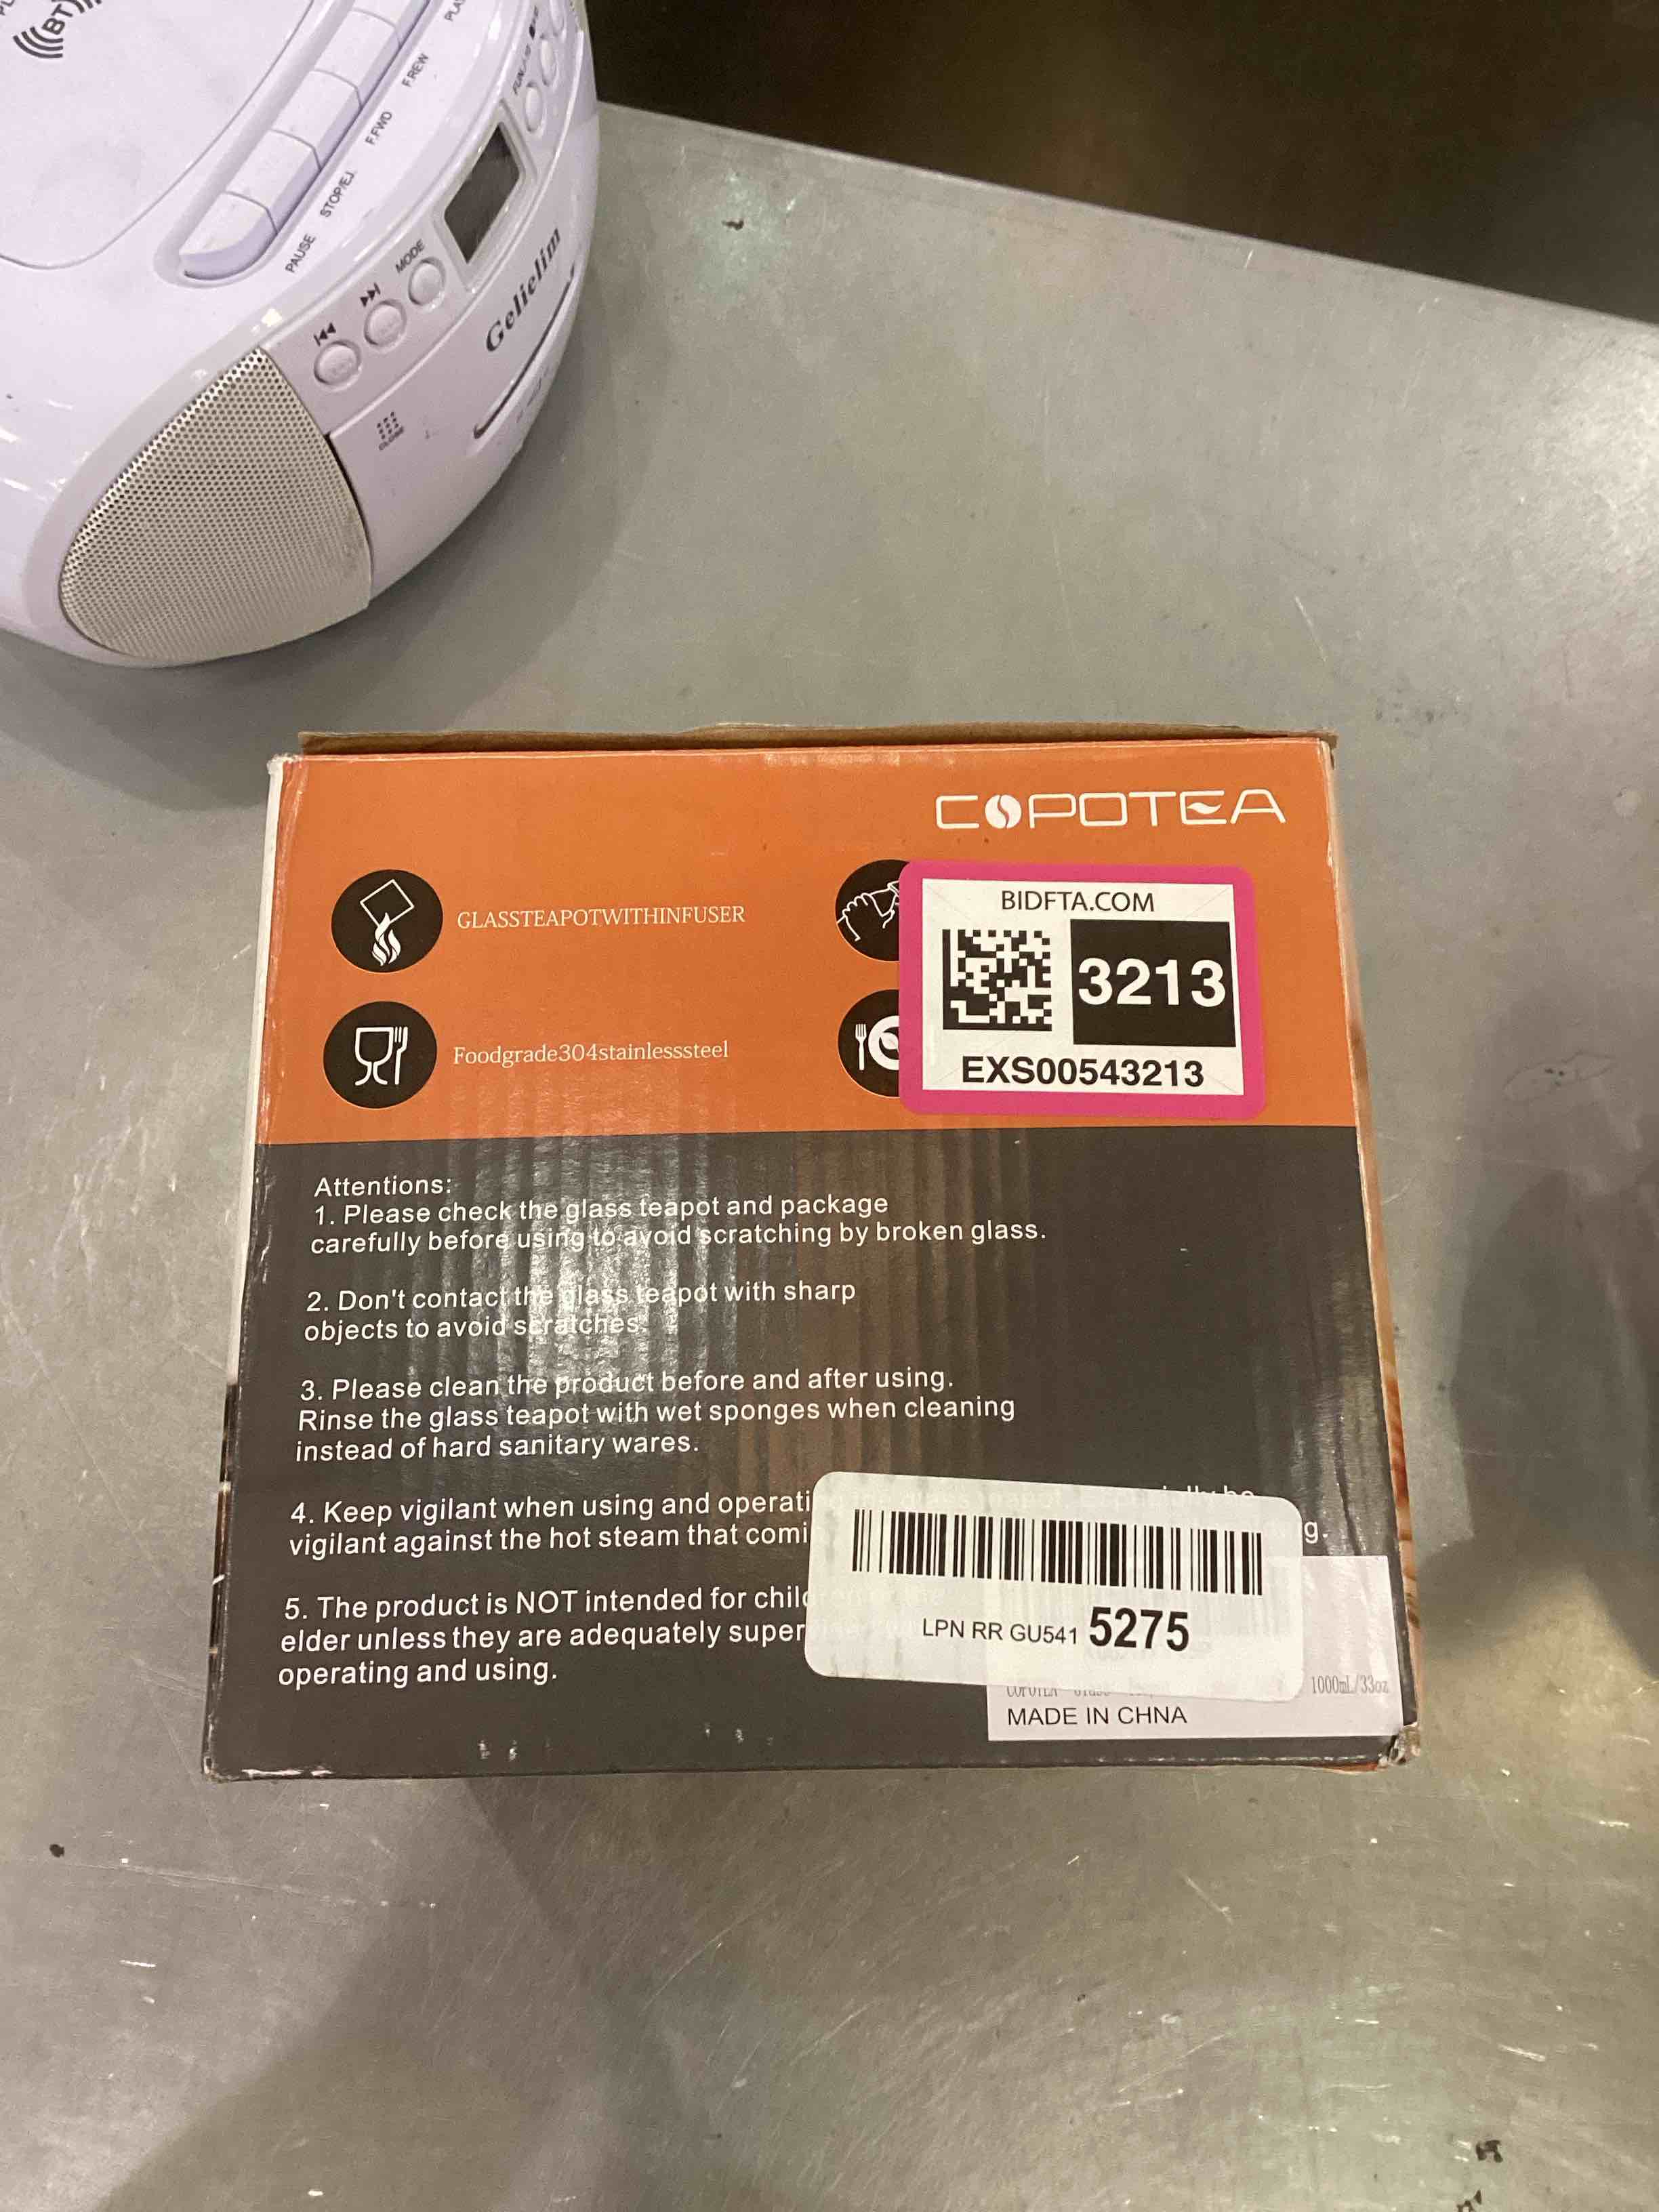 BT
F.REW
F.FWD
STOP/EJ.
PAUSE
MODE
Gelielim
COPOTEA
GLASSTEAPOTWITHINFUSER
Foodgrade304stainlesssteel
BIDFTA.COM
3213
EXS00543213
Attentions:
1. Please check the glass teapot and package
carefully before using to avoid scratching by broken glass.
2. Don't contact the glass teapot with sharp
objects to avoid scratches.
3. Please clean the product before and after using.
Rinse the glass teapot with wet sponges when cleaning
instead of hard sanitary wares.
4. Keep vigilant when using and operati
vigilant against the hot steam that comi
g.
5. The product is NOT intended for child
elder unless they are adequately super
operating and using.
LPN RR GU541 5275
1000mL/33oz
MADE IN CHNA